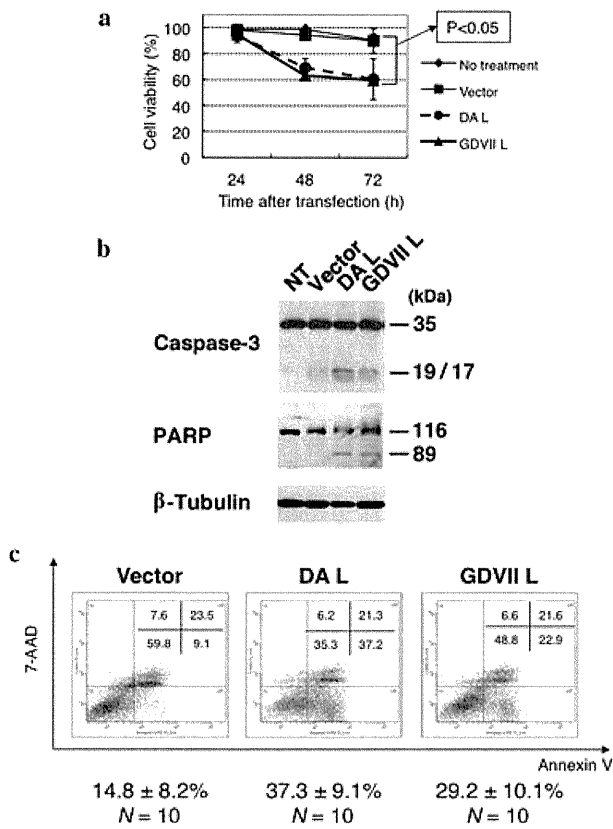 a
P<0.05
Cell viability (%)
100
80
60
40
20
0
24 48 72
Time after transfection (h)
No treatment
Vector
DA L
GDVII L
b
NT Vector DA L GDVII L
(kDa)
Caspase-3
35
19 / 17
PARP
116
89
β-Tubulin
c
Vector DA L GDVII L
7-AAD
7.6 23.5
59.8 9.1
6.2 21.3
35.3 37.2
6.6 21.6
48.8 22.9
Annexin V
14.8 ± 8.2% 37.3 ± 9.1% 29.2 ± 10.1%
N = 10 N = 10 N = 10